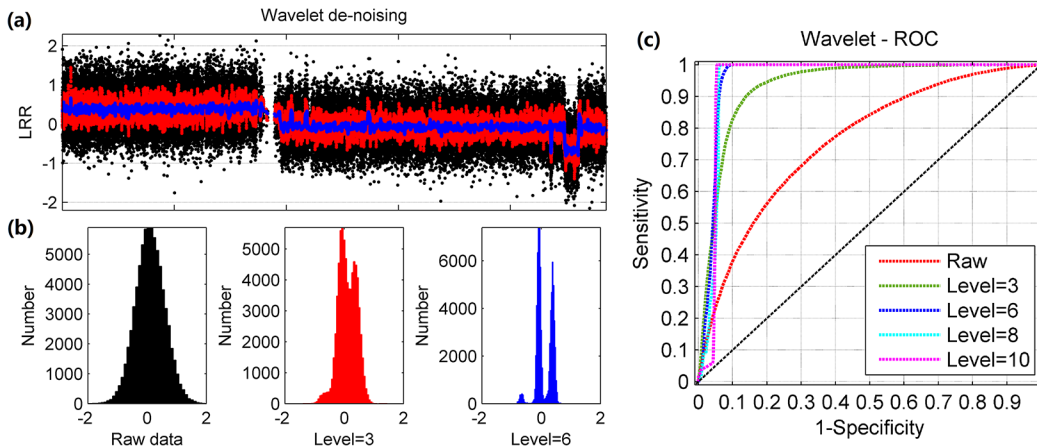 (a)
Wavelet de-noising
LRR
2
1
0
-1
-2
(b)
Number
5000
4000
3000
2000
1000
0
-2
0
2
Raw data
Number
5000
4000
3000
2000
1000
0
-2
0
2
Level=3
Number
6000
4000
2000
0
-2
0
2
Level=6
(c)
Wavelet - ROC
Sensitivity
1
0.9
0.8
0.7
0.6
0.5
0.4
0.3
0.2
0.1
0
0 0.1 0.2 0.3 0.4 0.5 0.6 0.7 0.8 0.9
1-Specificity
Raw
Level=3
Level=6
Level=8
Level=10